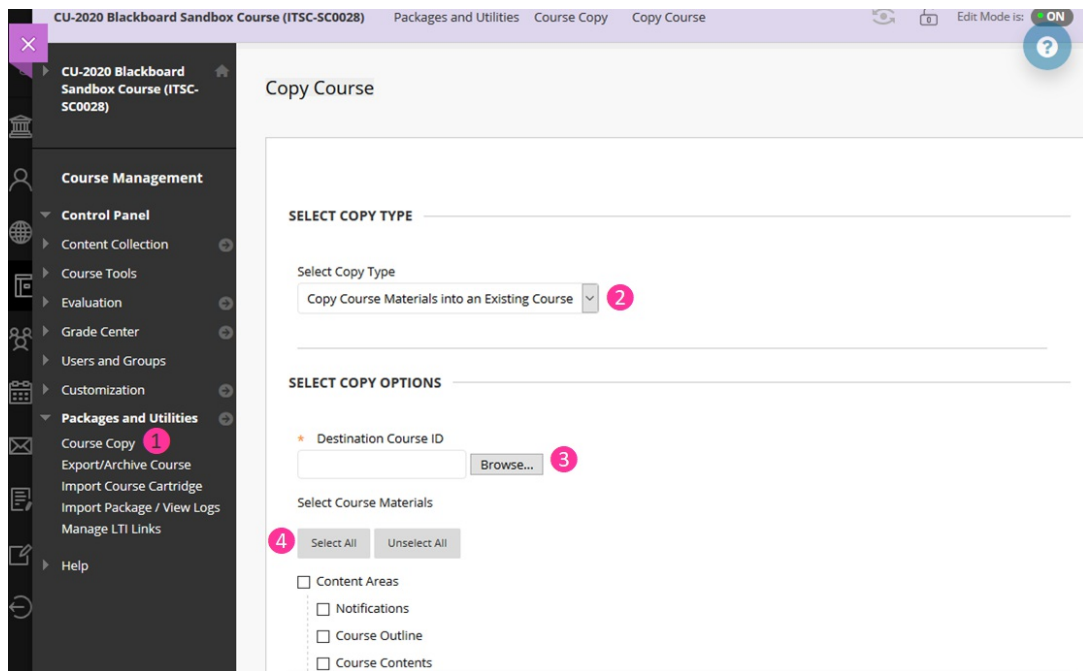 CU-2020 Blackboard Sandbox Course (ITSC-SC0028) Packages and Utilities Course Copy Copy Course 0 Edit Mode is: ON
?
CU-2020 Blackboard
Sandbox Course (ITSC-
SC0028)
Course Management
Control Panel
Content Collection
Course Tools
Evaluation
Grade Center
Users and Groups
Customization
Packages and Utilities
Course Copy 1
Export/Archive Course
Import Course Cartridge
Import Package / View Logs
Manage LTI Links
Help
Copy Course
SELECT COPY TYPE
Select Copy Type
Copy Course Materials into an Existing Course 2
SELECT COPY OPTIONS
* Destination Course ID
Browse... 3
Select Course Materials
4 Select All Unselect All
Content Areas
Notifications
Course Outline
Course Contents